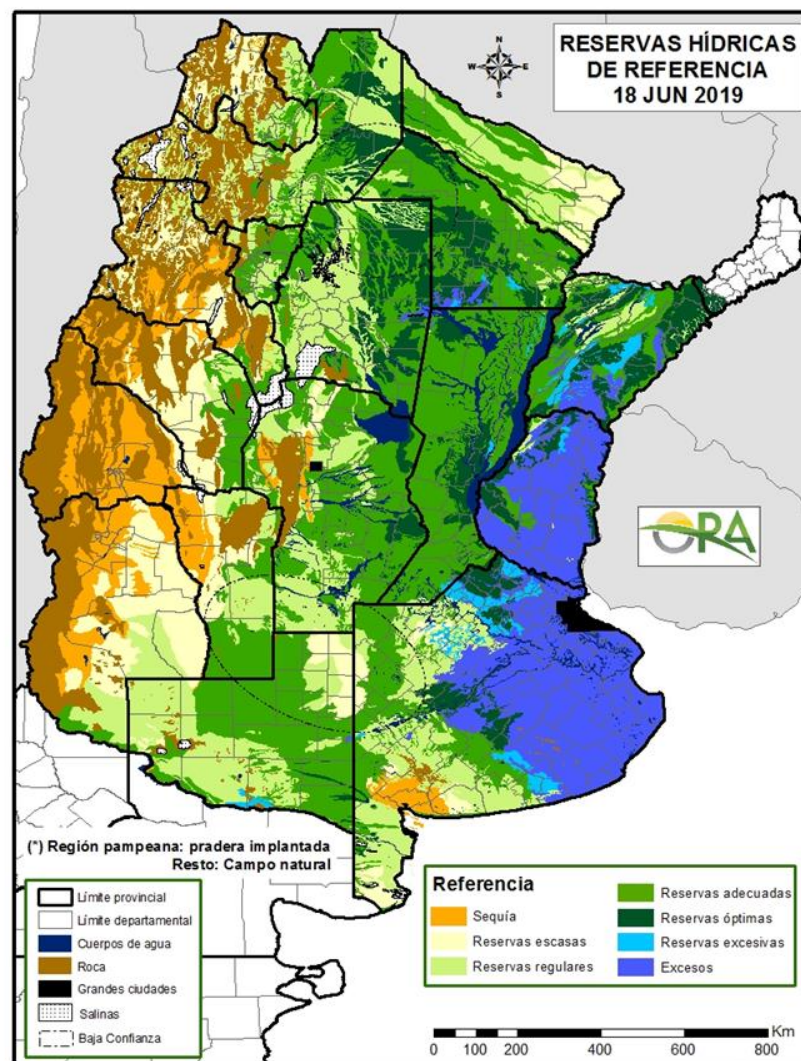 RESERVAS HÍDRICAS
DE REFERENCIA
18 JUN 2019
N
W E
S
ORA
(*) Región pampeana: pradera implantada
Resto: Campo natural
Límite provincial
Límite departamental
Cuerpos de agua
Roca
Grandes ciudades
Salinas
Baja Confianza
Referencia
Sequía
Reservas escasas
Reservas regulares
Reservas adecuadas
Reservas óptimas
Reservas excesivas
Excesos
Km
0 50 100 200 400 600 800